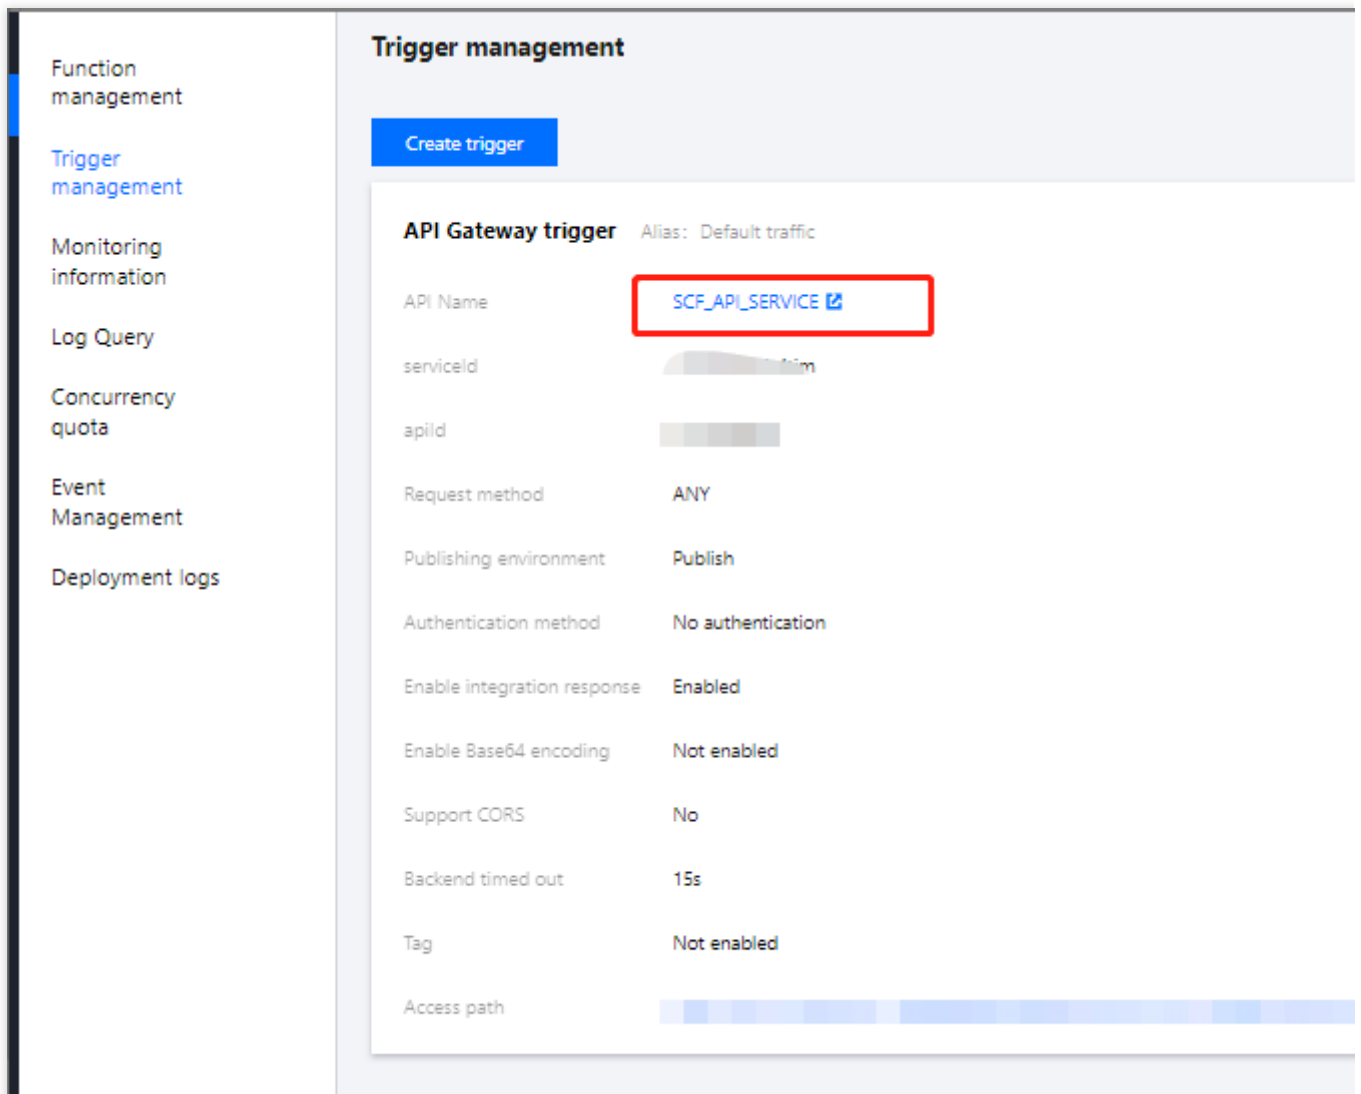 Function
management
Trigger
management
Monitoring
information
Log Query
Concurrency
quota
Event
Management
Deployment logs
Trigger management
Create trigger
API Gateway trigger Alias: Default traffic
API Name SCF_API_SERVICE
serviceId
apiId
Request method ANY
Publishing environment Publish
Authentication method No authentication
Enable integration response Enabled
Enable Base64 encoding Not enabled
Support CORS No
Backend timed out 15s
Tag Not enabled
Access path